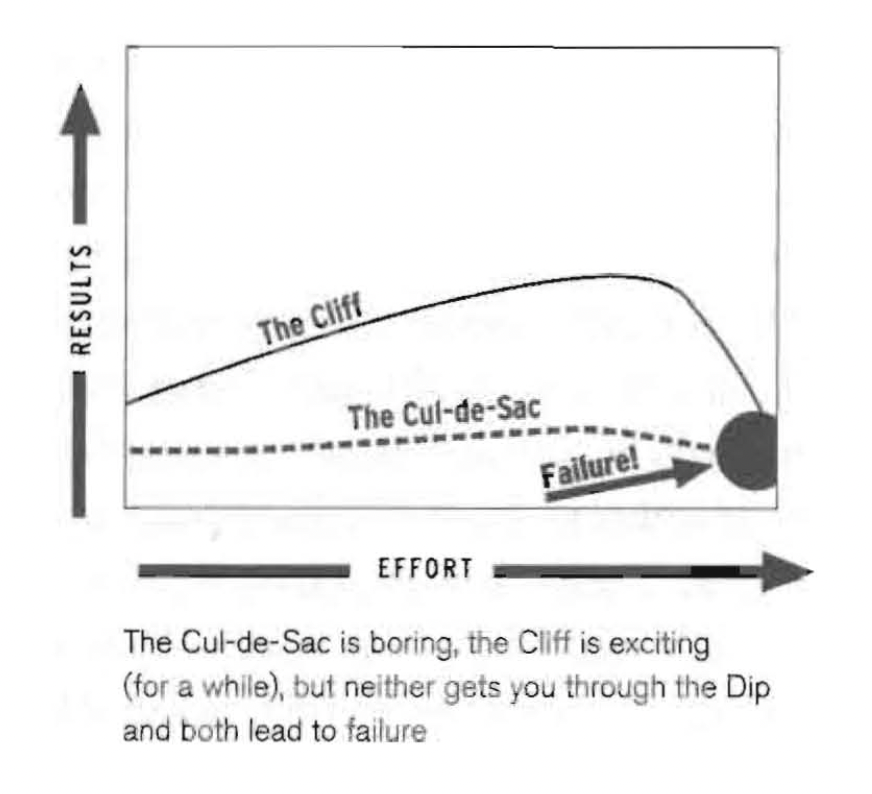 RESULTS
The Cliff
The Cul-de-Sac
Failure!
EFFORT
The Cul-de-Sac is boring, the Cliff is exciting
(for a while), but neither gets you through the Dip
and both lead to failure